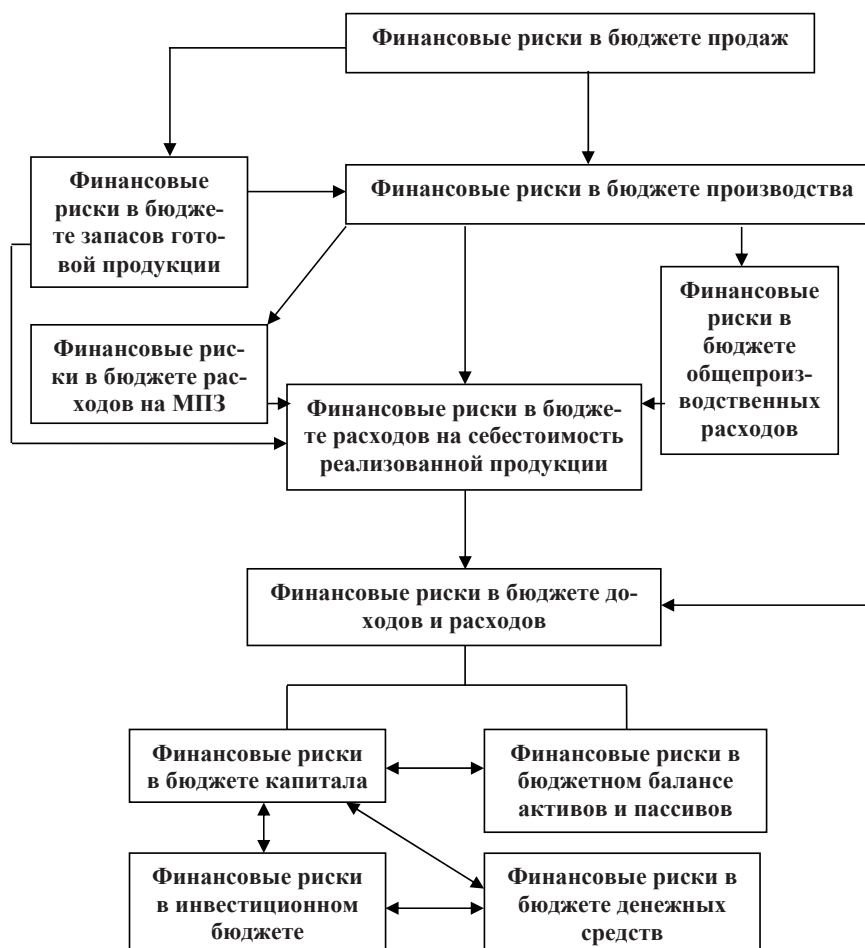 Финансовые риски в бюджете продаж
Финансовые
риски в бюдже-
те запасов гото-
вой продукции
Финансовые риски в бюджете производства
Финансовые
риски в
бюджете
общепроиз-
водственных
расходов
Финансовые рис-
ки в бюджете рас-
ходов на МПЗ
Финансовые риски в бюдже-
те расходов на себестоимость
реализованной продукции
Финансовые риски в бюджете до-
ходов и расходов
Финансовые риски
в бюджете капитала
Финансовые риски в
бюджетном балансе
активов и пассивов
Финансовые риски
в инвестиционном
бюджете
Финансовые риски в
бюджете денежных
средств